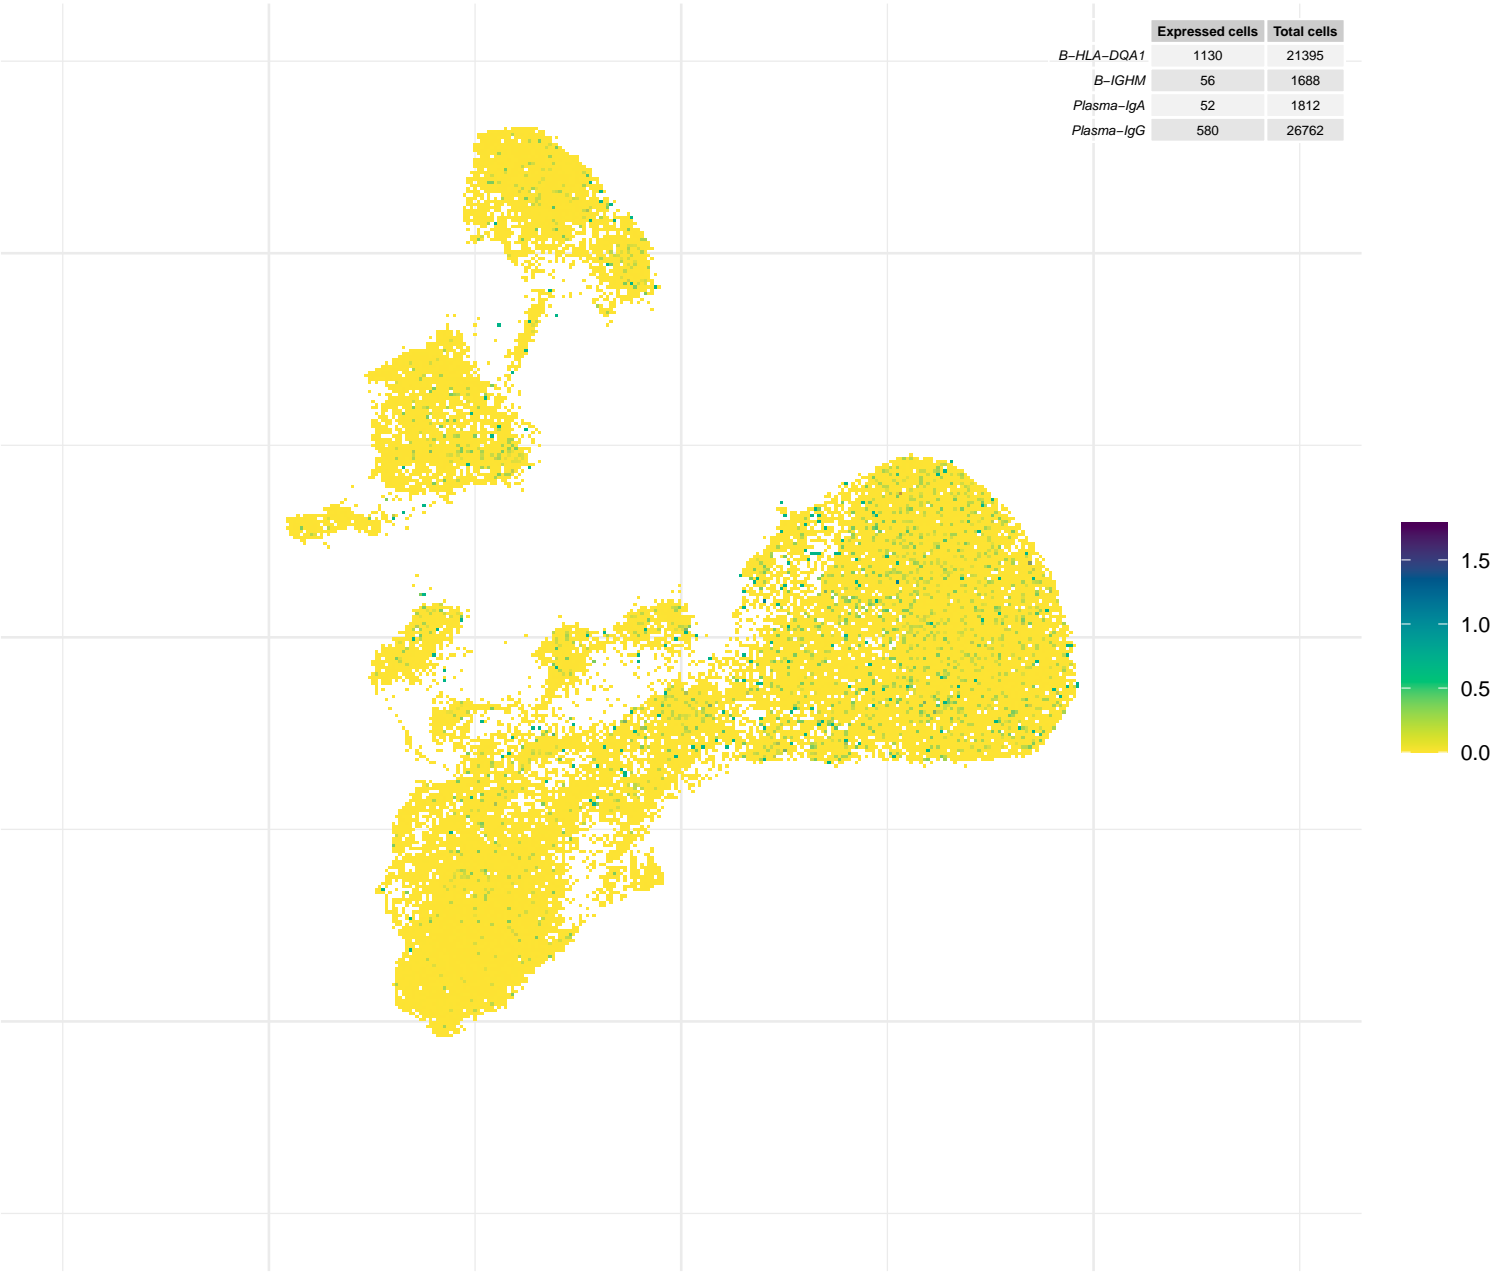 Expressed cells Total cells
B−HLA−DQA1 1130 21395
B−IGHM 56 1688
Plasma−IgA 52 1812
Plasma−IgG 580 26762
1.5
1.0
0.5
0.0